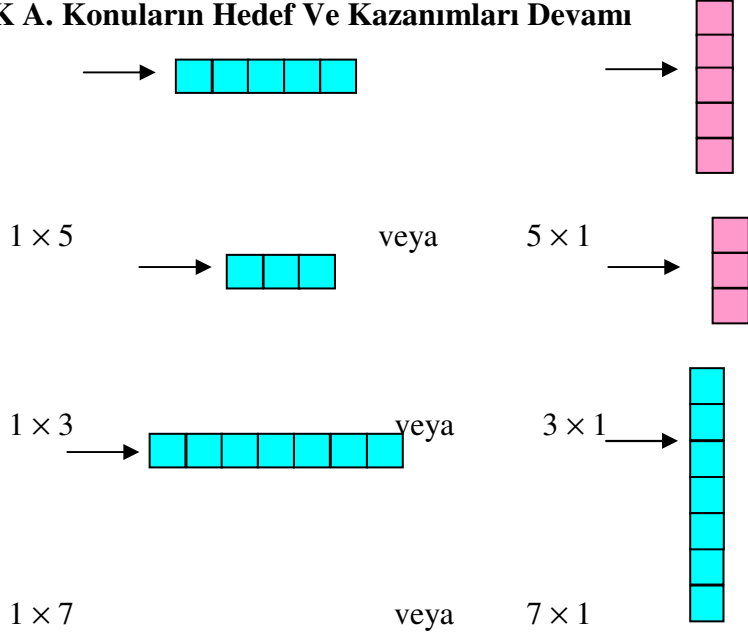 K A. Konuların Hedef Ve Kazanımları Devamı
1 × 5 veya 5 × 1
1 × 3 veya 3 × 1
1 × 7 veya 7 × 1